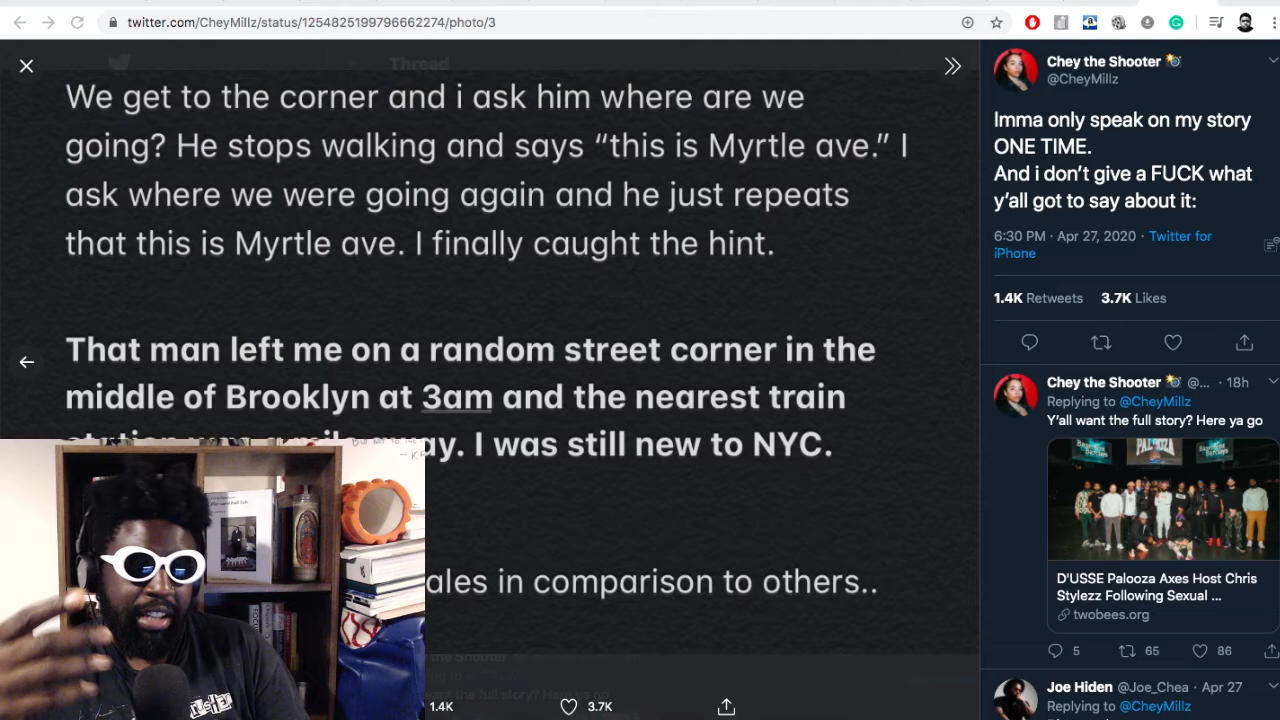 twitter.com/CheyMillz/status/1254825199796662274/photo/3
Thread
We get to the corner and i ask him where are we
going? He stops walking and says “this is Myrtle ave.” I
ask where we were going again and he just repeats
that this is Myrtle ave. I finally caught the hint.
That man left me on a random street corner in the
middle of Brooklyn at 3am and the nearest train
ay. I was still new to NYC.
ales in comparison to others..
1.4K
3.7K
Chey the Shooter
@CheyMillz
Imma only speak on my story
ONE TIME.
And i don’t give a FUCK what
y’all got to say about it:
6:30 PM · Apr 27, 2020 · Twitter for
iPhone
1.4K Retweets 3.7K Likes
Chey the Shooter @... · 18h
Replying to @CheyMillz
Y’all want the full story? Here ya go
D'USSE Palooza Axes Host Chris
Stylezz Following Sexual ...
twobees.org
5 65 86
Joe Hiden @Joe_Chea · Apr 27
Replying to @CheyMillz